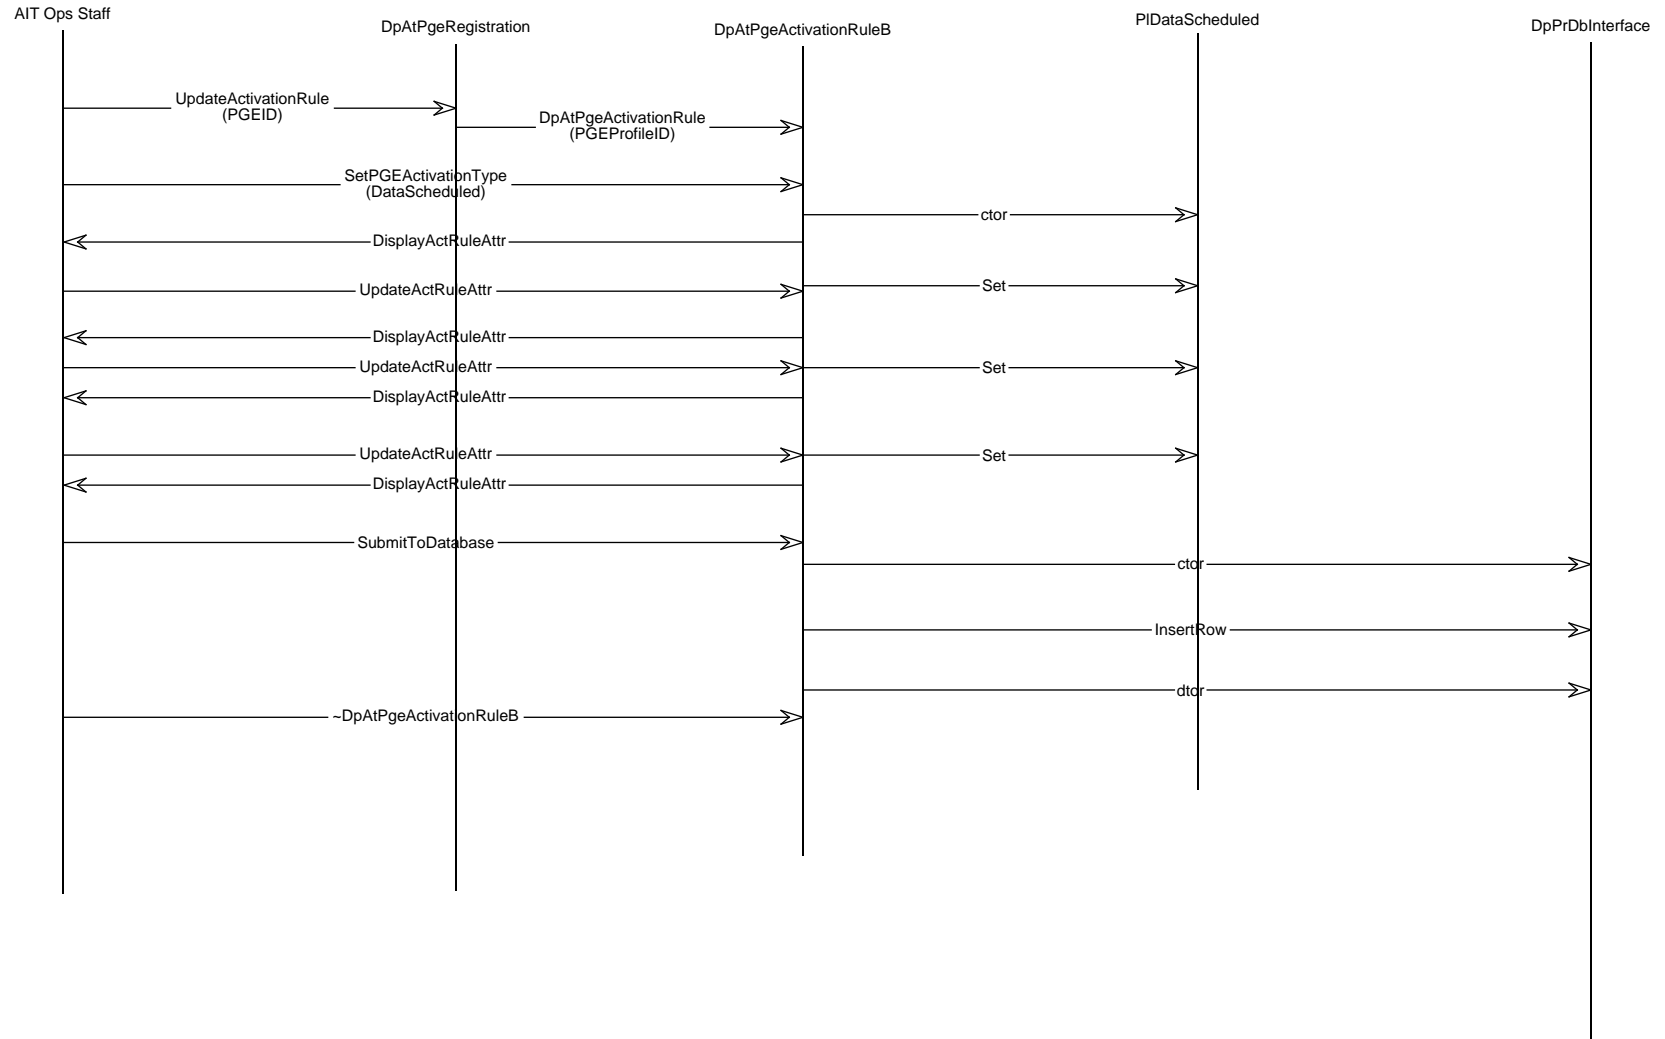 AIT Ops Staff
DpAtPgeRegistration
DpAtPgeActivationRuleB
PlDataScheduled
DpPrDbInterface
UpdateActivationRule
(PGEID)
DpAtPgeActivationRule
(PGEProfileID)
SetPGEActivationType
(DataScheduled)
ctor
DisplayActRuleAttr
UpdateActRuleAttr
Set
DisplayActRuleAttr
UpdateActRuleAttr
Set
DisplayActRuleAttr
UpdateActRuleAttr
Set
DisplayActRuleAttr
SubmitToDatabase
ctor
InsertRow
dtor
~DpAtPgeActivationRuleB